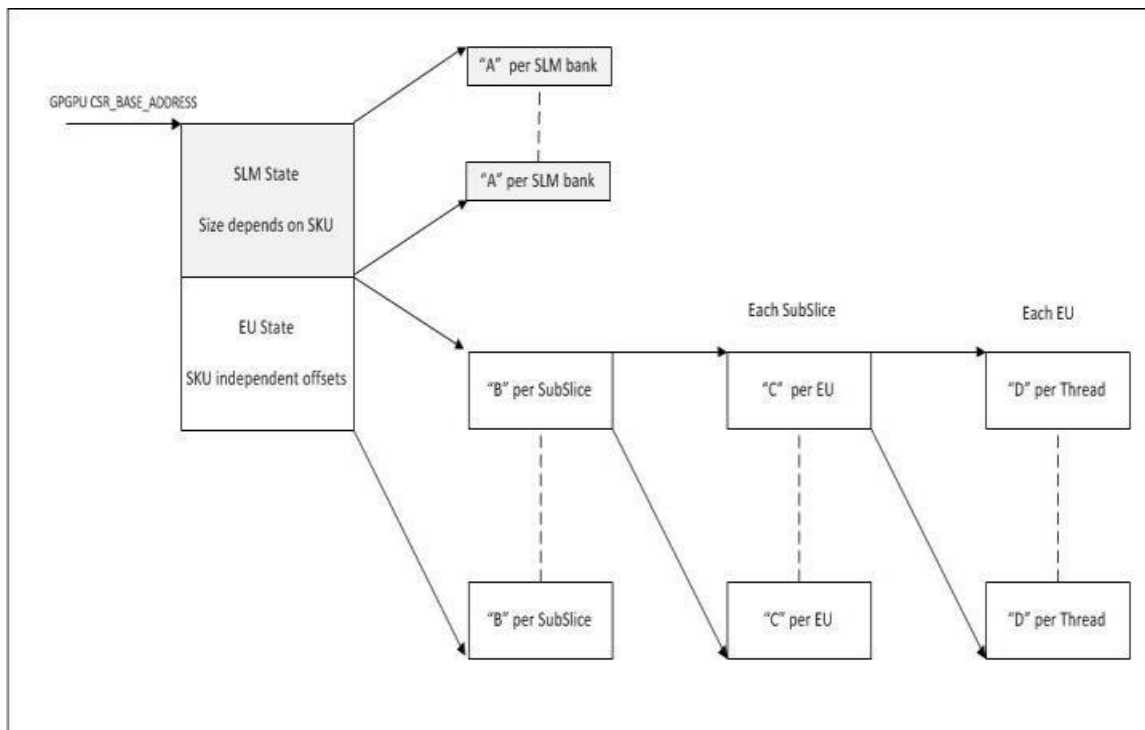 “A” per SLM bank
GPGPU CSR_BASE_ADDRESS
SLM State
Size depends on SKU
“A” per SLM bank
EU State
SKU independent offsets
Each SubSlice
Each EU
“B” per SubSlice
“C” per EU
“D” per Thread
“B” per SubSlice
“C” per EU
“D” per Thread